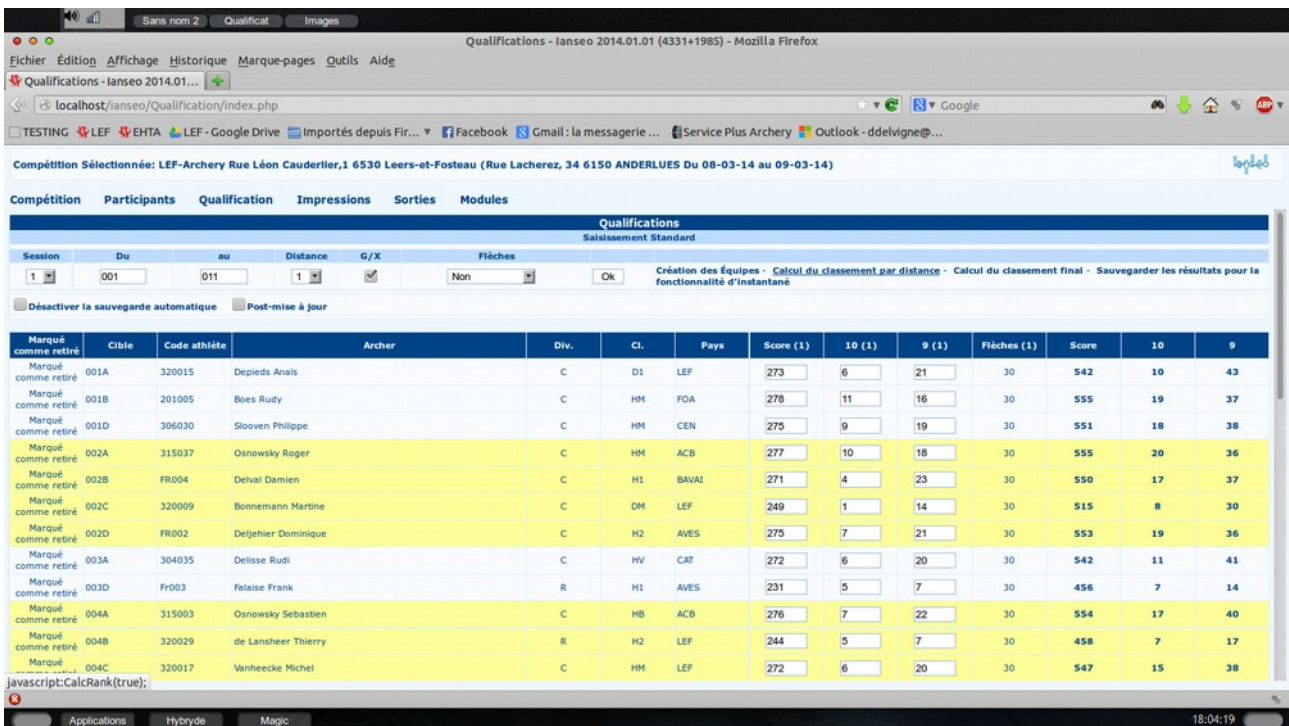 Sans nom 2 Qualificat Images
Qualifications - Ianseo 2014.01.01 (4331+1985) - Mozilla Firefox
Fichier Édition Affichage Historique Marque-pages Outils Aide
Qualifications - Ianseo 2014.01...
localhost/ianseo/Qualification/index.php Google ABP
TESTING LEF EHTA LEF - Google Drive Importés depuis Fir... Facebook Gmail : la messagerie ... Service Plus Archery Outlook - ddelvigne@...
Compétition Sélectionnée: LEF-Archery Rue Léon Cauderlier,1 6530 Leers-et-Fosteau (Rue Lacherez, 34 6150 ANDERLUES Du 08-03-14 au 09-03-14) ianseo
Compétition Participants Qualification Impressions Sorties Modules
Qualifications
Saisissement Standard
Session Du au Distance G/X Flèches
1 001 011 1 Non Ok Création des Équipes - Calcul du classement par distance - Calcul du classement final - Sauvegarder les résultats pour la
fonctionnalité d'instantané
Désactiver la sauvegarde automatique Post-mise à jour
Marqué comme retiré Cible Code athlète Archer Div. Cl. Pays Score (1) 10 (1) 9 (1) Flèches (1) Score 10 9
Marqué comme retiré 001A 320015 Depieds Anaïs C D1 LEF 273 6 21 30 542 10 43
Marqué comme retiré 001B 201005 Boes Rudy C HM FOA 278 11 16 30 555 19 37
Marqué comme retiré 001D 306030 Slooven Philippe C HM CEN 275 9 19 30 551 18 38
Marqué comme retiré 002A 315037 Osnowsky Roger C HM ACB 277 10 18 30 555 20 36
Marqué comme retiré 002B FR004 Delval Damien C H1 BAVAI 271 4 23 30 550 17 37
Marqué comme retiré 002C 320009 Bonnemann Martine C DM LEF 249 1 14 30 515 8 30
Marqué comme retiré 002D FR002 Deljehier Dominique C H2 AVES 275 7 21 30 553 19 36
Marqué comme retiré 003A 304035 Delisse Rudi C HV CAT 272 6 20 30 542 11 41
Marqué comme retiré 003D Fr003 Falaise Frank R H1 AVES 231 5 7 30 456 7 14
Marqué comme retiré 004A 315003 Osnowsky Sebastien C HB ACB 276 7 22 30 554 17 40
Marqué comme retiré 004B 320029 de Lansheer Thierry R H2 LEF 244 5 7 30 458 7 17
Marqué 004C 320017 Vanheecke Michel C HM LEF 272 6 20 30 547 15 38
javascript:CalcRank(true);
Applications Hybryde Magic 18:04:19